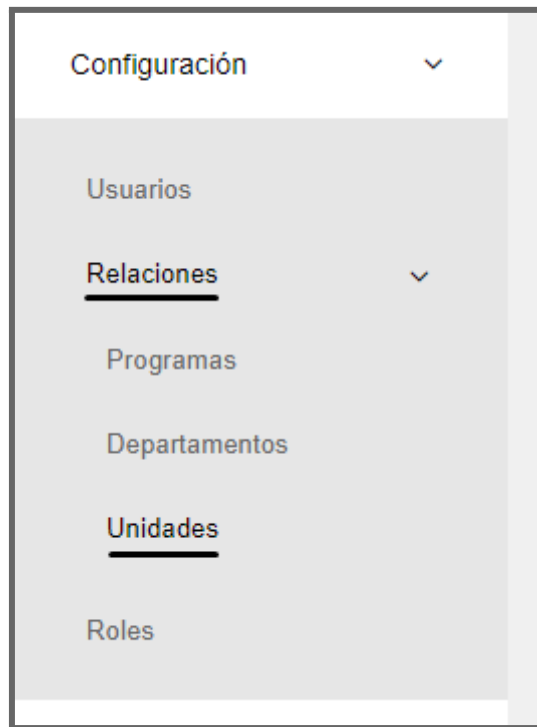 Configuración
Usuarios
Relaciones
Programas
Departamentos
Unidades
Roles